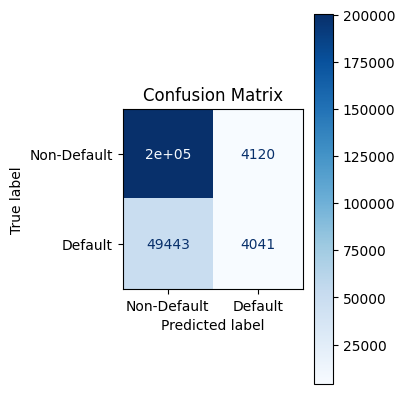 Confusion Matrix
True label
Non-Default
Default
2e+05 4120
49443 4041
Non-Default Default
Predicted label
200000
175000
150000
125000
100000
75000
50000
25000